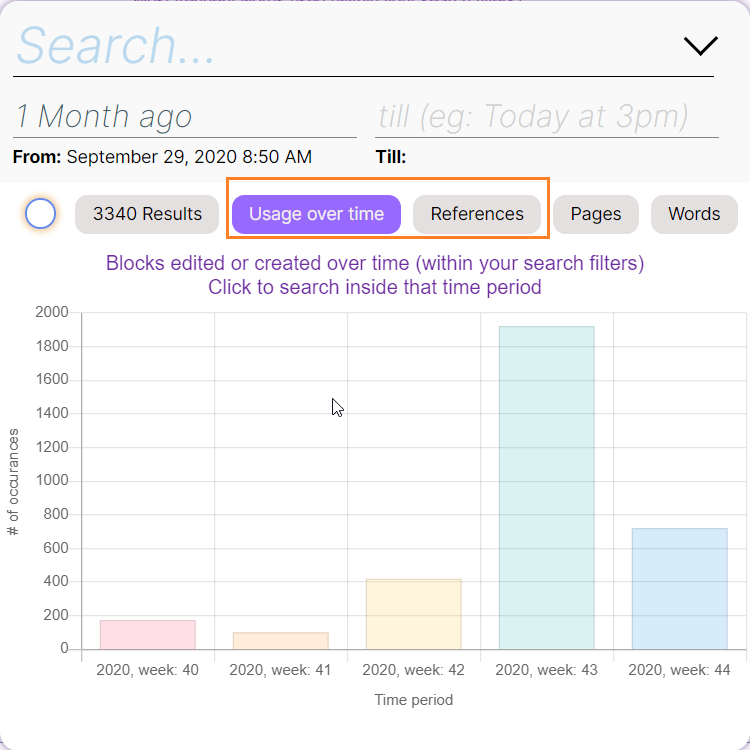 Search...
1 Month ago
till (eg: Today at 3pm)
From: September 29, 2020 8:50 AM
Till:
3340 Results
Usage over time
References
Pages
Words
Blocks edited or created over time (within your search filters)
Click to search inside that time period
2000
1800
1600
1400
1200
1000
800
600
400
200
0
# of occurances
2020, week: 40
2020, week: 41
2020, week: 42
2020, week: 43
2020, week: 44
Time period